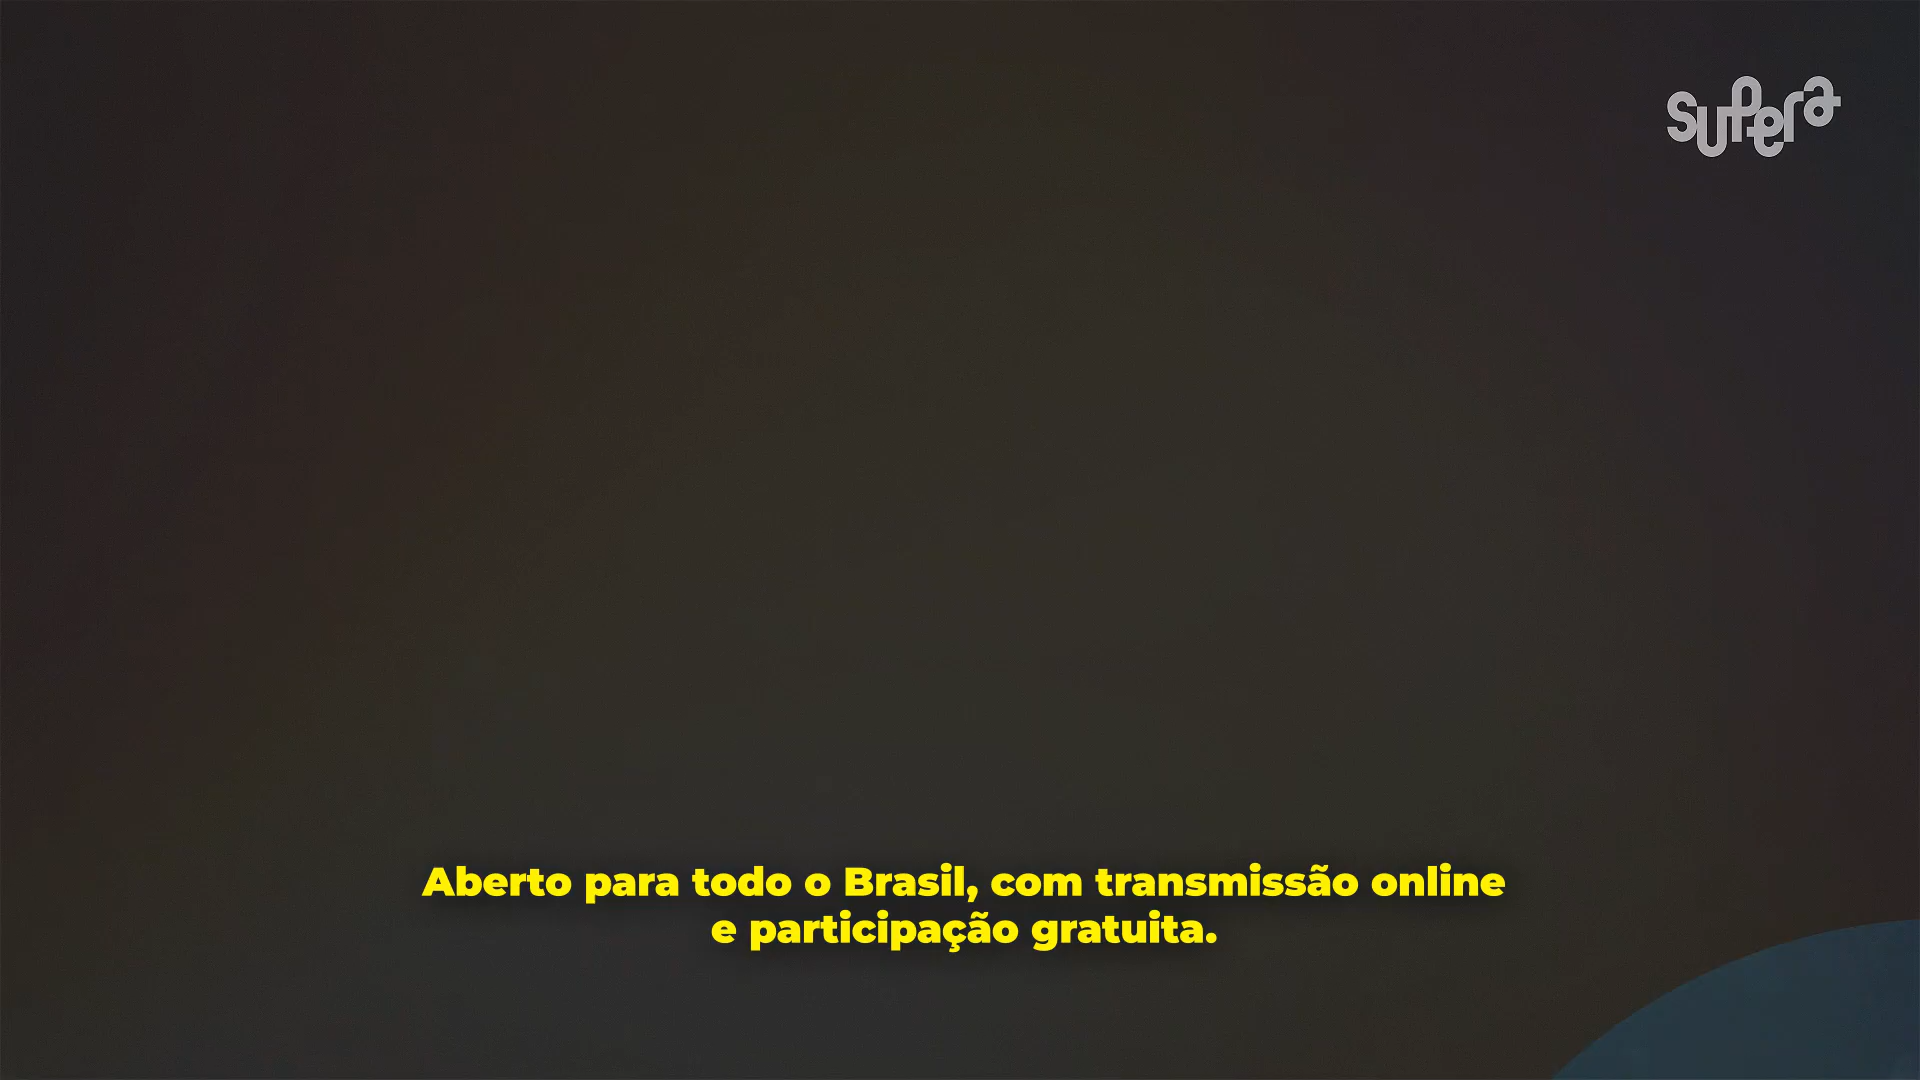 supera
Aberto para todo o Brasil, com transmissão online
e participação gratuita.